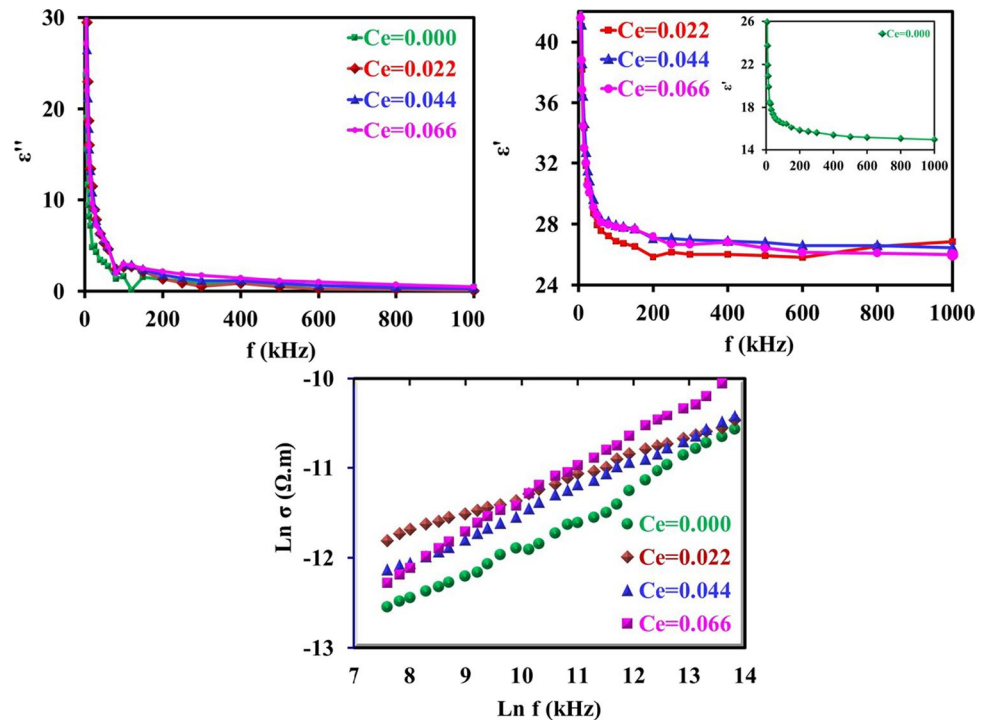 30
20
10
0
ε''
Ce=0.000
Ce=0.022
Ce=0.044
Ce=0.066
0 200 400 600 800 1000
f (kHz)
40
36
32
28
24
ε'
Ce=0.022
Ce=0.044
Ce=0.066
26
22
18
14
ε'
Ce=0.000
0 200 400 600 800 1000
0 200 400 600 800 1000
f (kHz)
-10
-11
-12
-13
Ln σ (Ω.m)
Ce=0.000
Ce=0.022
Ce=0.044
Ce=0.066
7 8 9 10 11 12 13 14
Ln f (kHz)